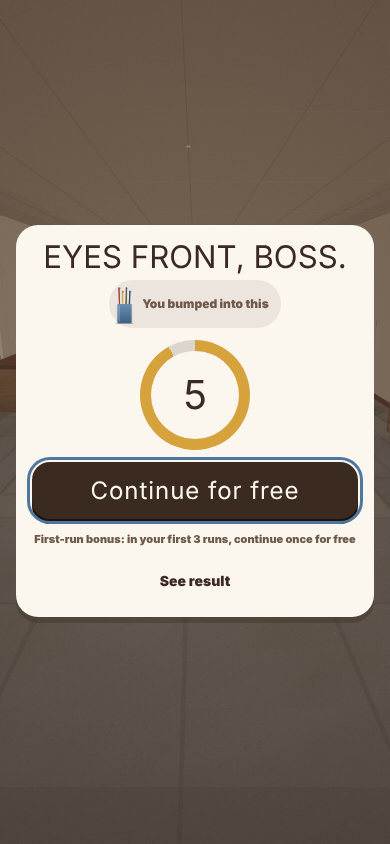 EYES FRONT, BOSS.
You bumped into this
5
Continue for free
First-run bonus: in your first 3 runs, continue once for free
See result